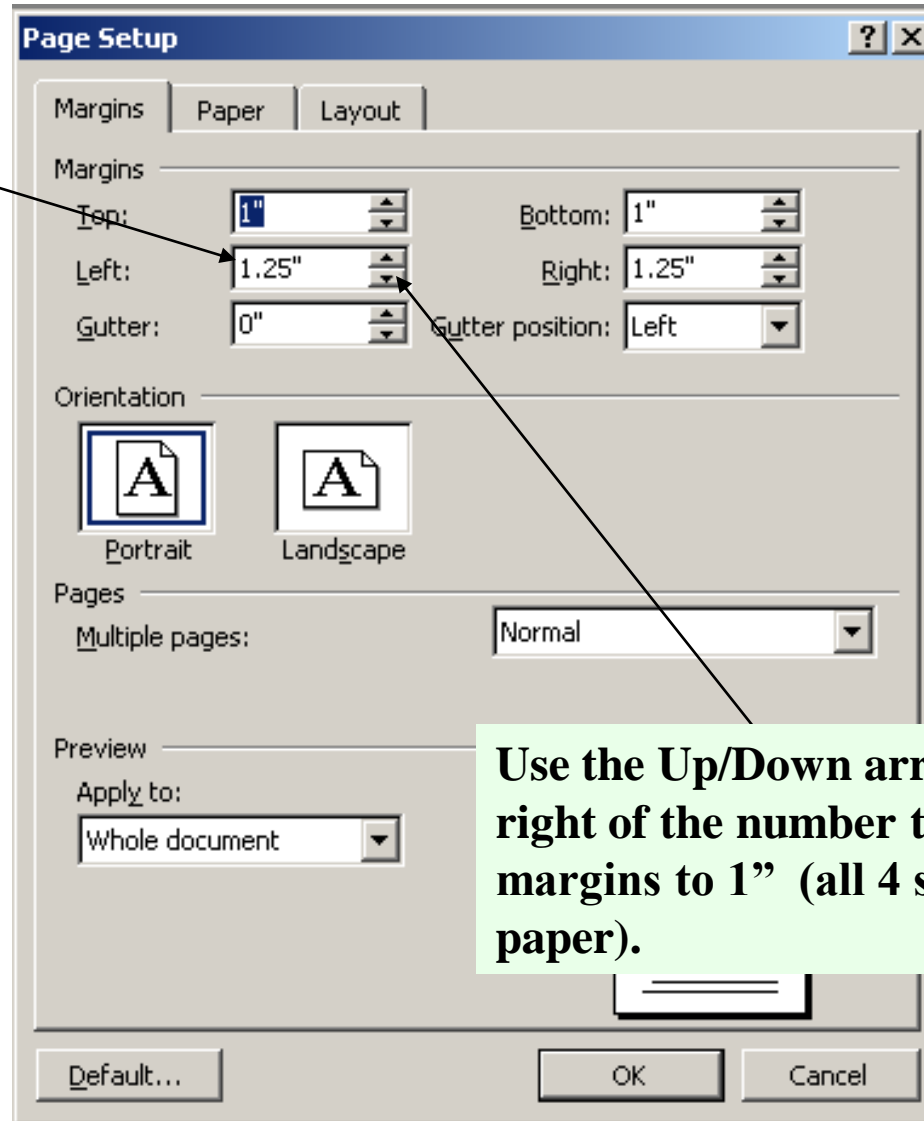 Page Setup
Margins Paper Layout
Margins
Top: 1" Bottom: 1"
Left: 1.25" Right: 1.25"
Gutter: 0" Gutter position: Left
Orientation
A A
Portrait Landscape
Pages
Multiple pages: Normal
Preview
Apply to:
Whole document
Use the Up/Down
right of the number
margins to 1” (all 4
paper).
Default... OK Cancel